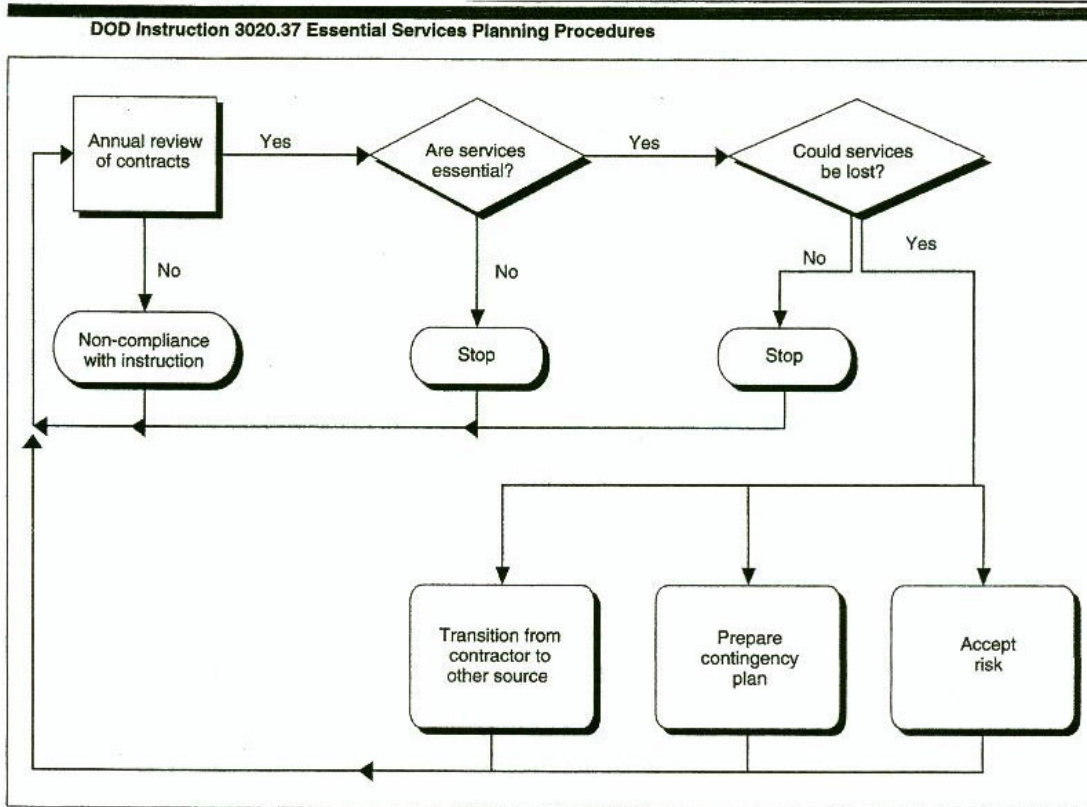 DOD Instruction 3020.37 Essential Services Planning Procedures
Annual review
of contracts
Yes
Are services
essential?
Yes
Could services
be lost?
No
No
No
Yes
Non-compliance
with instruction
Stop
Stop
Transition from
contractor to
other source
Prepare
contingency
plan
Accept
risk